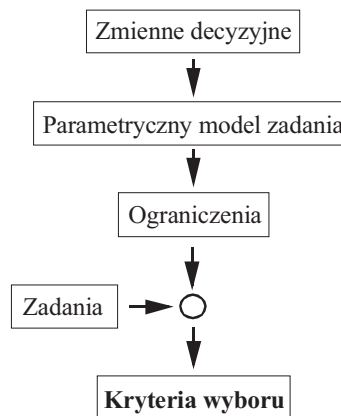 Zmienne decyzyjne
Parametryczny model zadania
Ograniczenia
Zadania
Kryteria wyboru